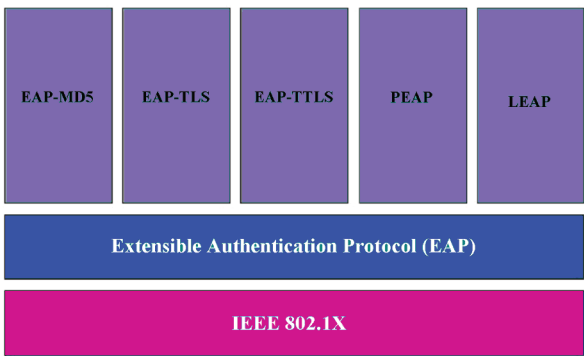 EAP-MD5
EAP-TLS
EAP-TTLS
PEAP
LEAP
Extensible Authentication Protocol (EAP)
IEEE 802.1X